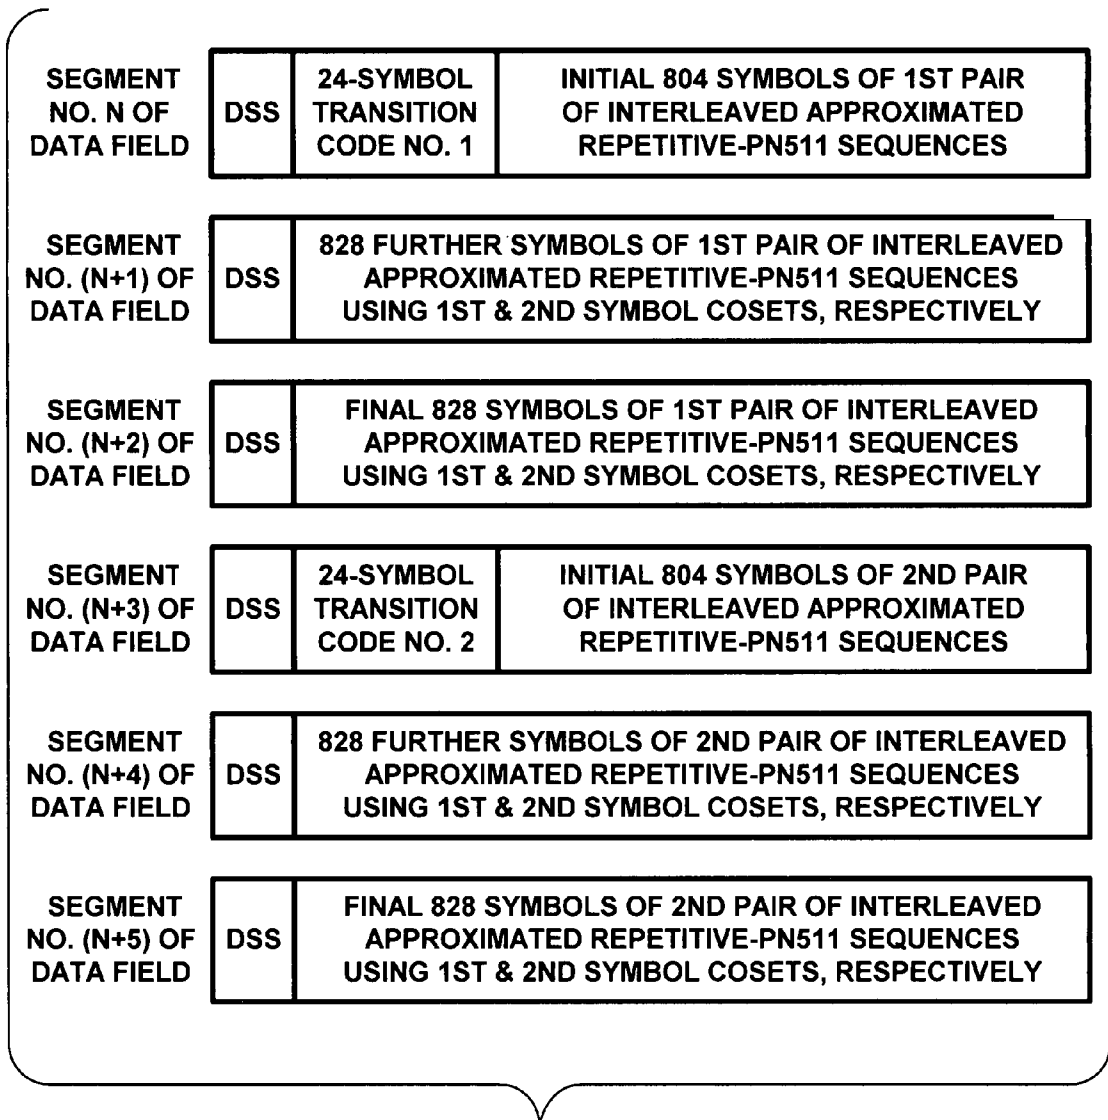 SEGMENT NO. N OF DATA FIELD
DSS
24-SYMBOL
TRANSITION
CODE NO. 1
INITIAL 804 SYMBOLS OF 1ST PAIR
OF INTERLEAVED APPROXIMATED
REPETITIVE-PN511 SEQUENCES
SEGMENT
NO. (N+1) OF
DATA FIELD
DSS
828 FURTHER SYMBOLS OF 1ST PAIR OF INTERLEAVED
APPROXIMATED REPETITIVE-PN511 SEQUENCES
USING 1ST & 2ND SYMBOL COSETS, RESPECTIVELY
SEGMENT
NO. (N+2) OF
DATA FIELD
DSS
FINAL 828 SYMBOLS OF 1ST PAIR OF INTERLEAVED
APPROXIMATED REPETITIVE-PN511 SEQUENCES
USING 1ST & 2ND SYMBOL COSETS, RESPECTIVELY
SEGMENT
NO. (N+3) OF
DATA FIELD
DSS
24-SYMBOL
TRANSITION
CODE NO. 2
INITIAL 804 SYMBOLS OF 2ND PAIR
OF INTERLEAVED APPROXIMATED
REPETITIVE-PN511 SEQUENCES
SEGMENT
NO. (N+4) OF
DATA FIELD
DSS
828 FURTHER SYMBOLS OF 2ND PAIR OF INTERLEAVED
APPROXIMATED REPETITIVE-PN511 SEQUENCES
USING 1ST & 2ND SYMBOL COSETS, RESPECTIVELY
SEGMENT
NO. (N+5) OF
DATA FIELD
DSS
FINAL 828 SYMBOLS OF 2ND PAIR OF INTERLEAVED
APPROXIMATED REPETITIVE-PN511 SEQUENCES
USING 1ST & 2ND SYMBOL COSETS, RESPECTIVELY